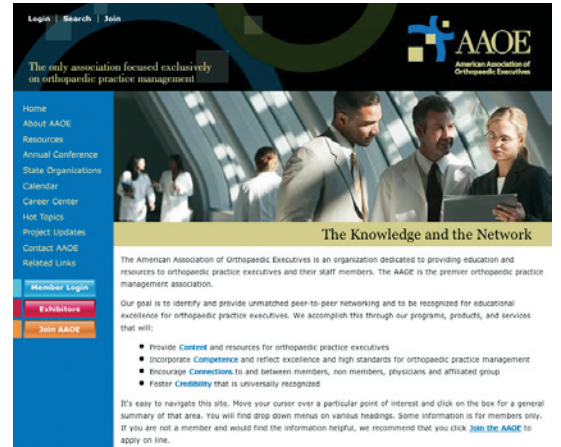 Login | Search | Join
The only association focused exclusively
on orthopaedic practice management
AAOE
American Association of
Orthopaedic Executives
Home
About AAOE
Resources
Annual Conference
State Organizations
Calendar
Career Center
Hot Topics
Project Updates
Contact AAOE
Related Links
Member Login
Exhibitors
Join AAOE
The Knowledge and the Network
The American Association of Orthopaedic Executives is an organization dedicated to providing education and
resources to orthopaedic practice executives and their staff members. The AAOE is the premier orthopaedic practice
management association.
Our goal is to identify and provide unmatched peer-to-peer networking and to be recognized for educational
excellence for orthopaedic practice executives. We accomplish this through our programs, products, and services
that will:
Provide Content and resources for orthopaedic practice executives
Incorporate Competence and reflect excellence and high standards for orthopaedic practice management
Encourage Connections to and between members, non members, physicians and affiliated group
Foster Credibility that is universally recognized
It's easy to navigate this site. Move your cursor over a particular point of interest and click on the box for a general
summary of that area. You will find drop down menus on various headings. Some information is for members only.
If you are not a member and would find the information helpful, we recommend that you click Join the AAOE to
apply on line.